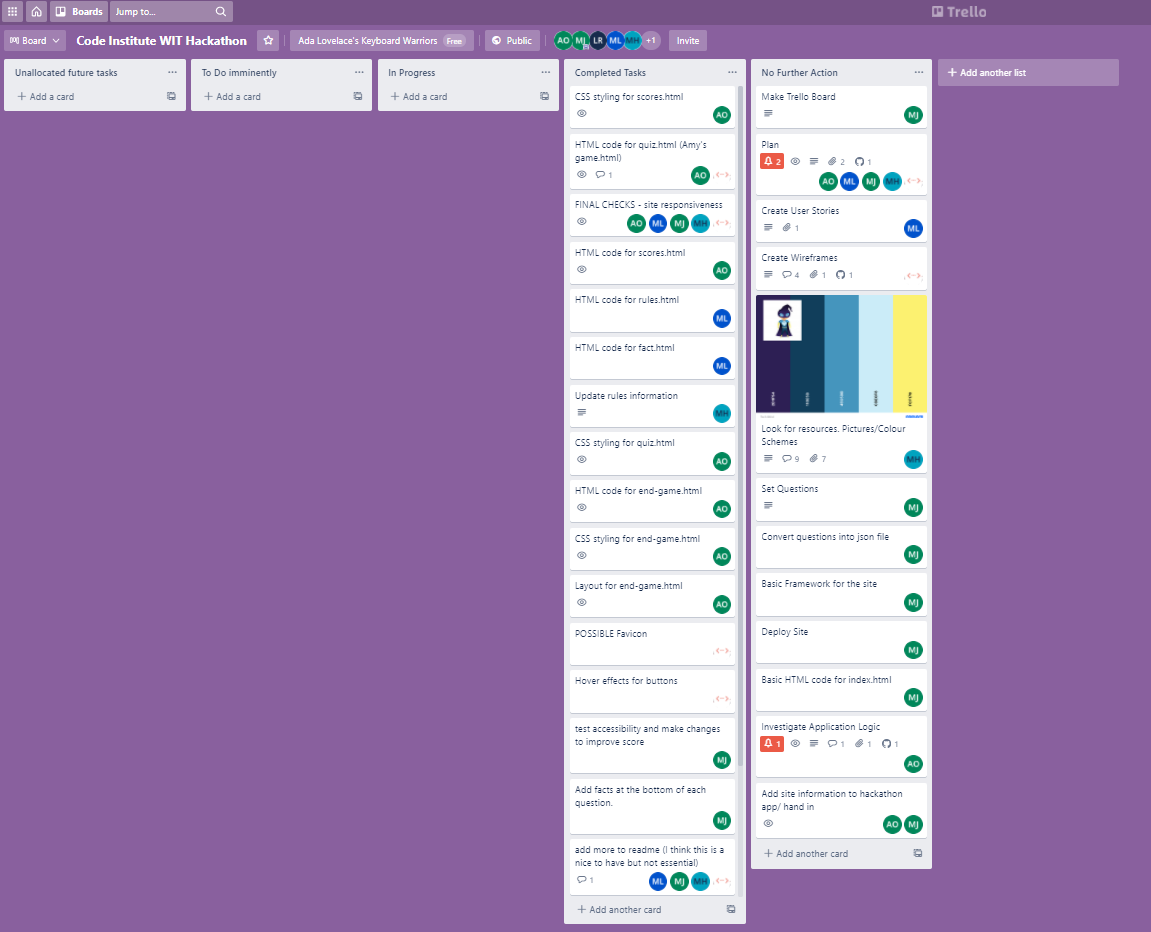 Boards
Jump to...
Trello
Board
Code Institute WIT Hackathon
Ada Lovelace's Keyboard Warriors
Free
Public
AO MJ LR ML MH +1
Invite
Unallocated future tasks
Add a card
To Do imminently
Add a card
In Progress
Add a card
Completed Tasks
CSS styling for scores.html
AO
HTML code for quiz.html (Amy's
game.html)
1
AO
FINAL CHECKS - site responsiveness
AO ML MJ MH
HTML code for scores.html
AO
HTML code for rules.html
ML
HTML code for fact.html
ML
Update rules information
MH
CSS styling for quiz.html
AO
HTML code for end-game.html
AO
CSS styling for end-game.html
AO
Layout for end-game.html
AO
POSSIBLE Favicon
Hover effects for buttons
test accessibility and make changes
to improve score
MJ
Add facts at the bottom of each
question.
MJ
add more to readme (I think this is a
nice to have but not essential)
1
ML MJ MH
Add another card
No Further Action
Make Trello Board
MJ
Plan
2 2 1
AO ML MJ MH
Create User Stories
1
ML
Create Wireframes
4 1 1
Look for resources. Pictures/Colour
Schemes
9 7
MH
Set Questions
MJ
Convert questions into json file
MJ
Basic Framework for the site
MJ
Deploy Site
MJ
Basic HTML code for index.html
MJ
Investigate Application Logic
1 1 1 1
AO
Add site information to hackathon
app/ hand in
AO MJ
Add another card
Add another list